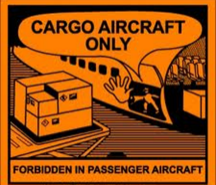 CARGO AIRCRAFT
ONLY
FORBIDDEN IN PASSENGER AIRCRAFT